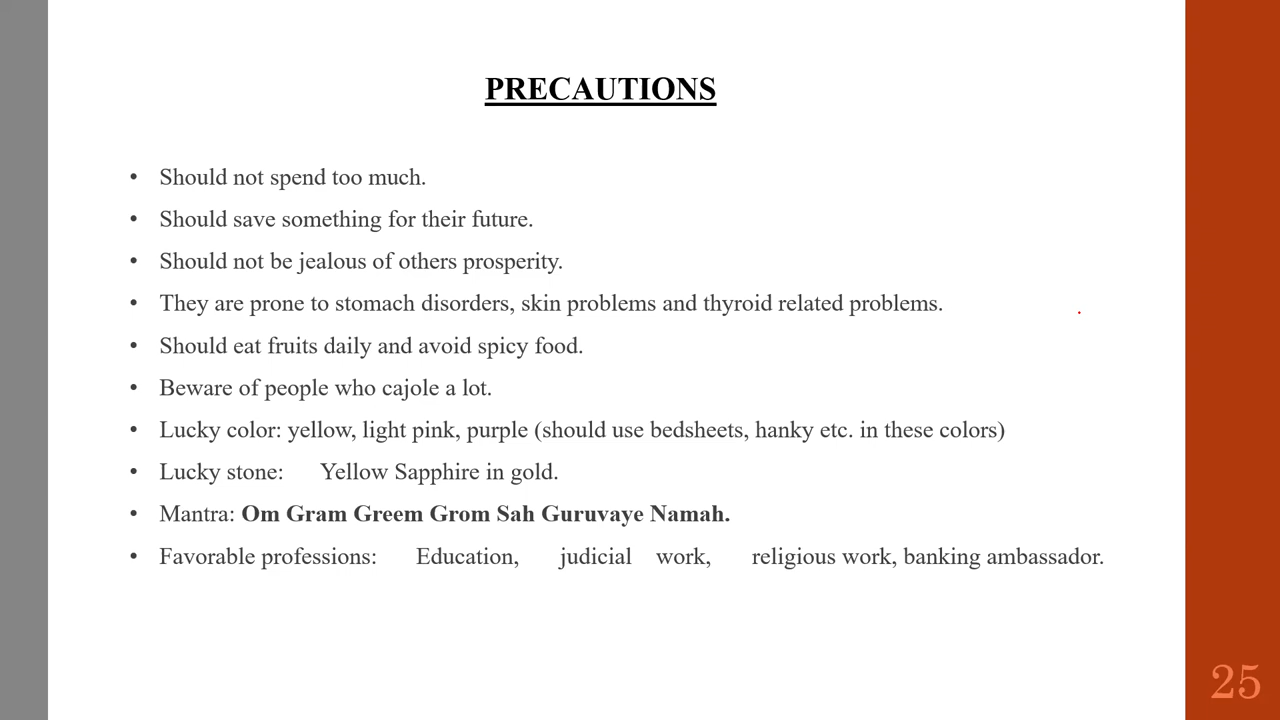 PRECAUTIONS
• Should not spend too much.
• Should save something for their future.
• Should not be jealous of others prosperity.
• They are prone to stomach disorders, skin problems and thyroid related problems.
• Should eat fruits daily and avoid spicy food.
• Beware of people who cajole a lot.
• Lucky color: yellow, light pink, purple (should use bedsheets, hanky etc. in these colors)
• Lucky stone: Yellow Sapphire in gold.
• Mantra: Om Gram Greem Grom Sah Guruvaye Namah.
• Favorable professions: Education, judicial work, religious work, banking ambassador.
25